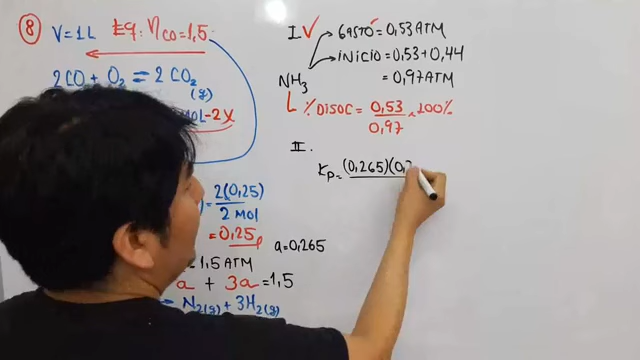 8 V=1L Eq: ηCO=1,5
2CO + O₂ = 2CO₂(g)
MOL-2X
= 2(0,25)
2 MOL
= 0,25
a=0,265
= 1,5 ATM
a + 3a = 1,5
N₂(g) + 3H₂(g)
I ✓ GASTO = 0,53 ATM
iNiCiO = 0,53 + 0,44
NH₃ = 0,97 ATM
% DiSOC = 0,53 × 100%
0,97
II.
Kp = (0,265)(0,